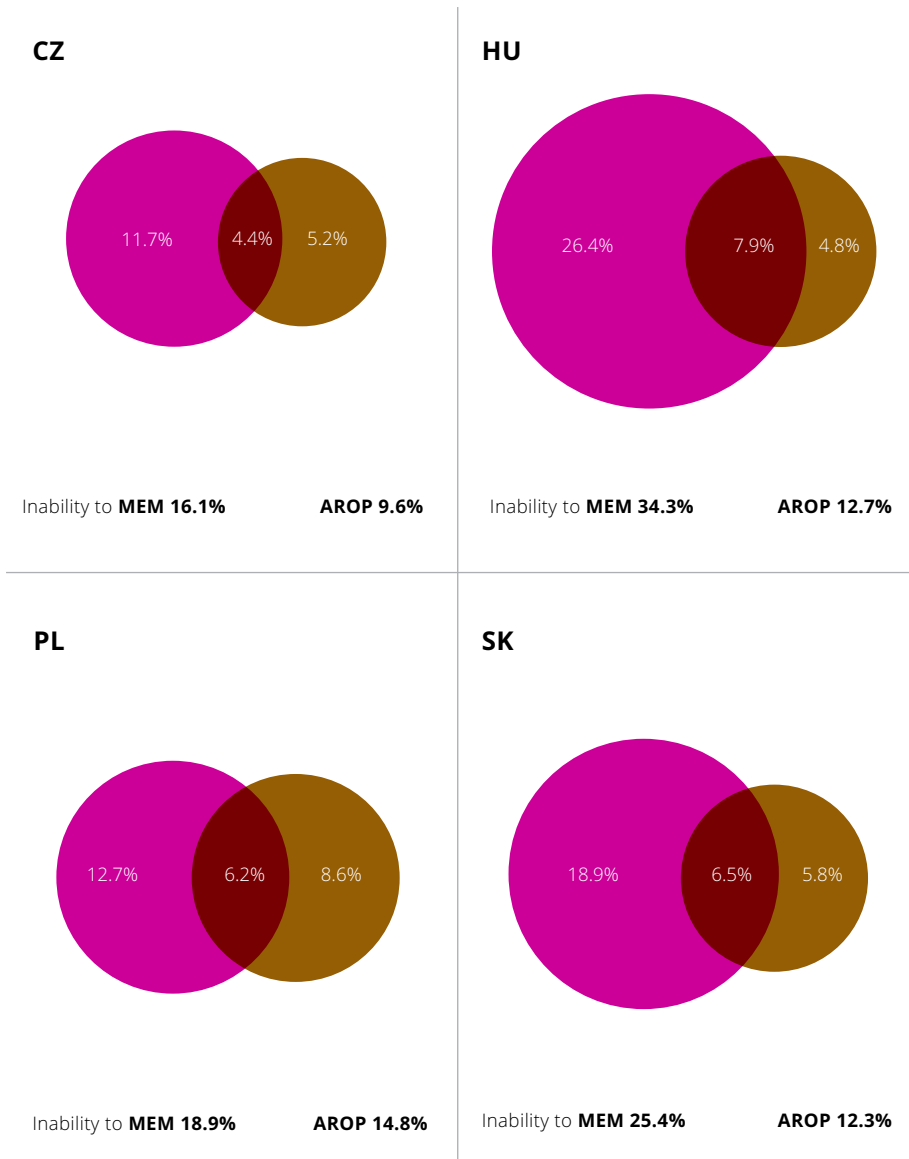 CZ
11.7% 4.4% 5.2%
Inability to MEM 16.1% AROP 9.6%
HU
26.4% 7.9% 4.8%
Inability to MEM 34.3% AROP 12.7%
PL
12.7% 6.2% 8.6%
Inability to MEM 18.9% AROP 14.8%
SK
18.9% 6.5% 5.8%
Inability to MEM 25.4% AROP 12.3%